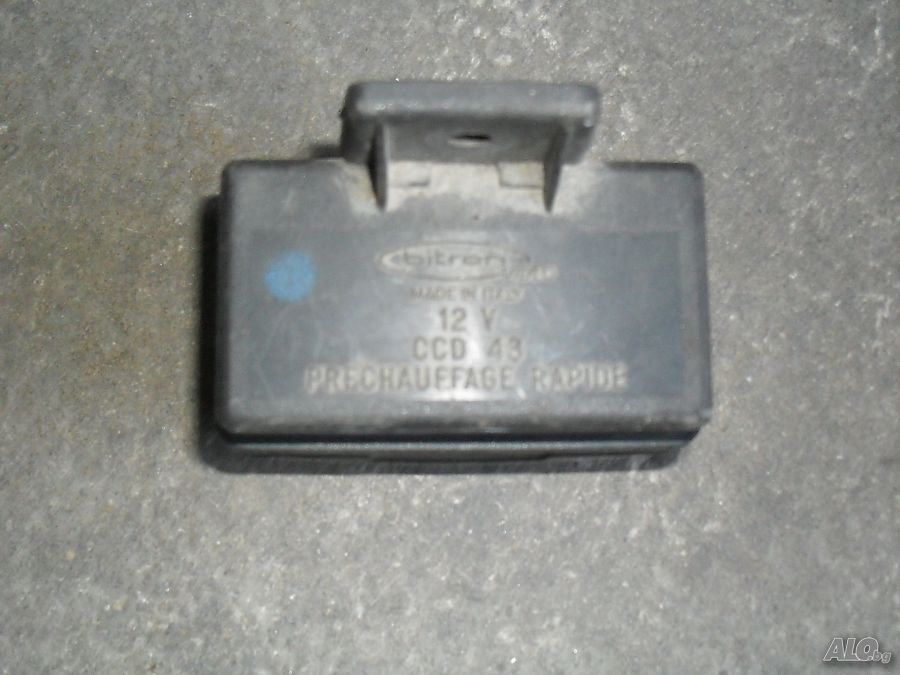 bitron
MADE IN ITALY
12 V
CCD 43
PRECHAUFFAGE RAPIDE
ALO.bg